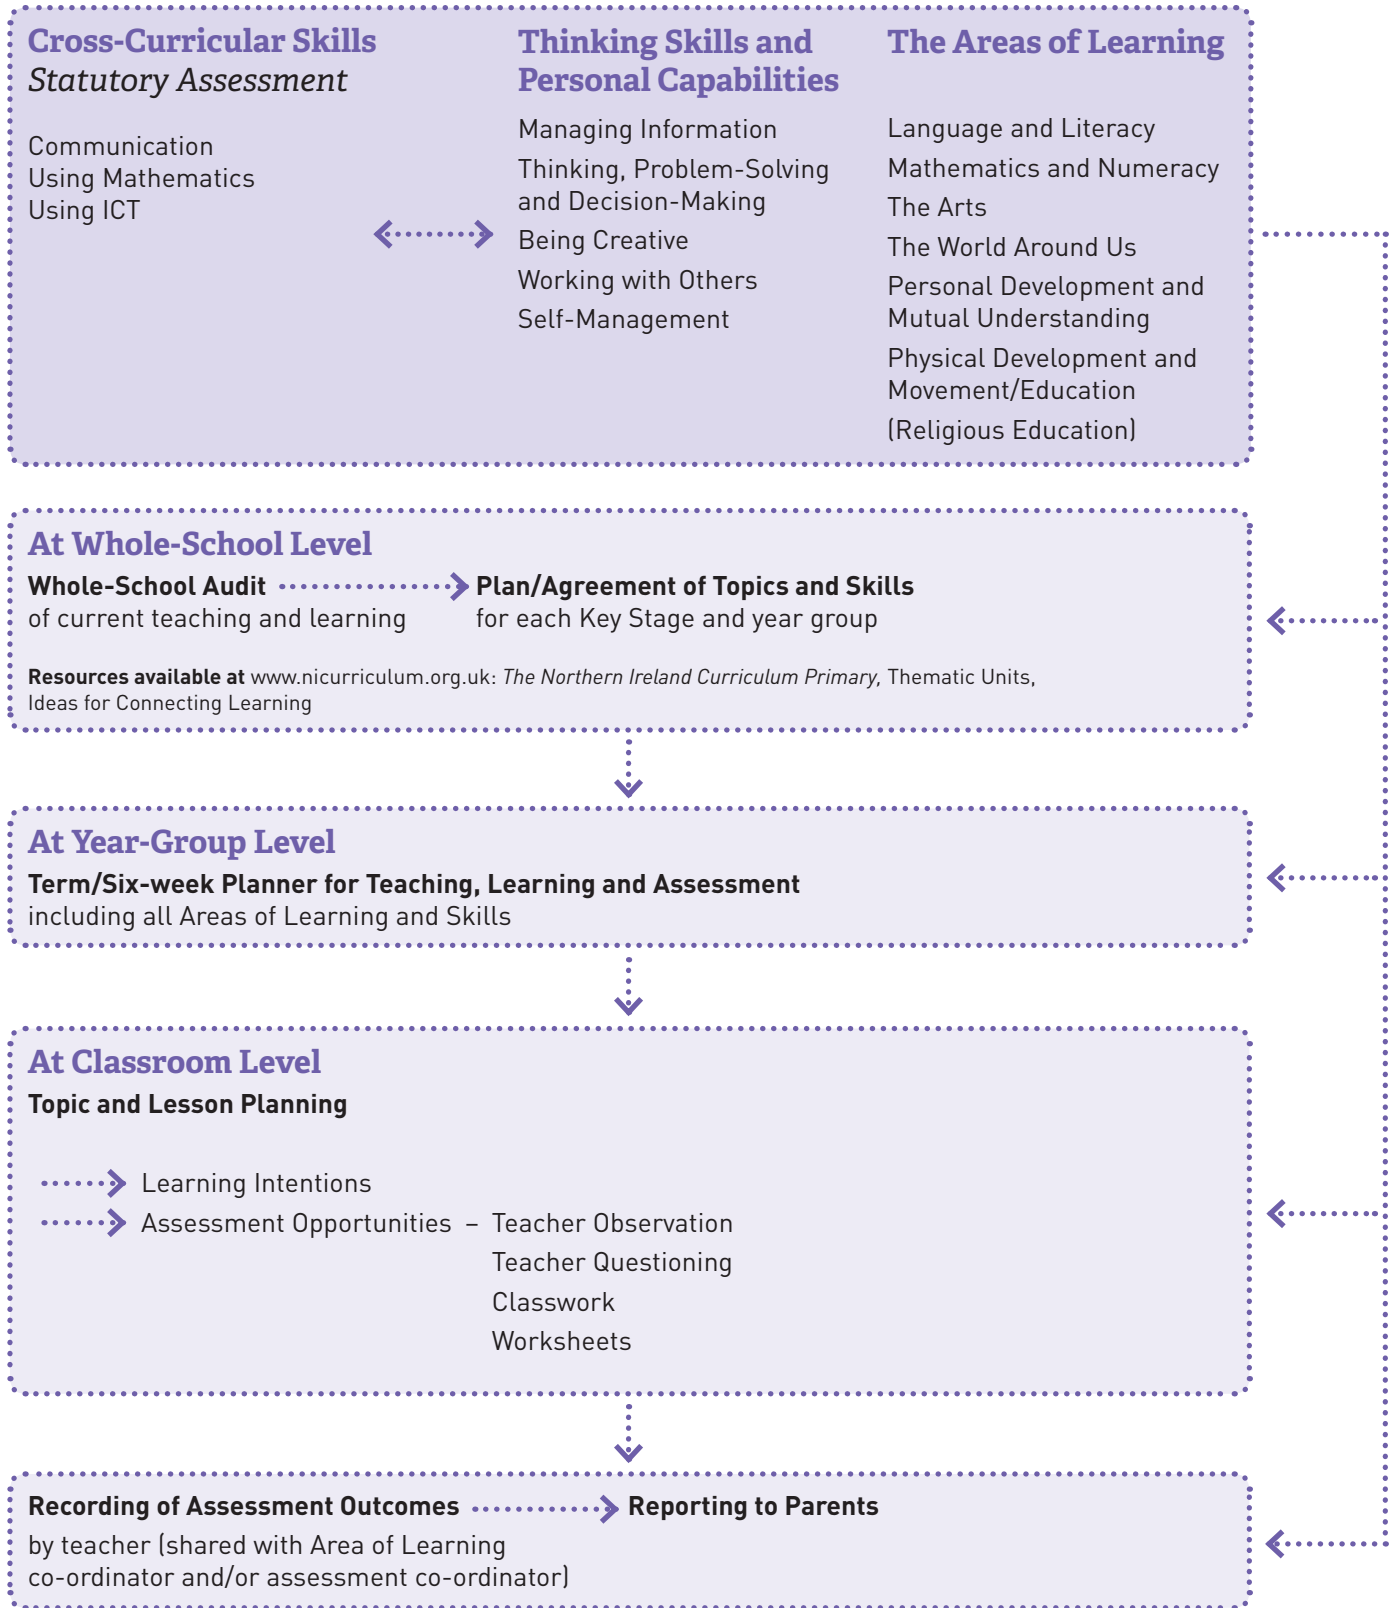 Cross-Curricular Skills
Statutory Assessment
Communication
Using Mathematics
Using ICT
Thinking Skills and
Personal Capabilities
Managing Information
Thinking, Problem-Solving
and Decision-Making
Being Creative
Working with Others
Self-Management
The Areas of Learning
Language and Literacy
Mathematics and Numeracy
The Arts
The World Around Us
Personal Development and
Mutual Understanding
Physical Development and
Movement/Education
(Religious Education)
At Whole-School Level
Whole-School Audit
of current teaching and learning
Plan/Agreement of Topics and Skills
for each Key Stage and year group
Resources available at www.nicurriculum.org.uk: The Northern Ireland Curriculum Primary, Thematic Units,
Ideas for Connecting Learning
At Year-Group Level
Term/Six-week Planner for Teaching, Learning and Assessment
including all Areas of Learning and Skills
At Classroom Level
Topic and Lesson Planning
Learning Intentions
Assessment Opportunities – Teacher Observation
Teacher Questioning
Classwork
Worksheets
Recording of Assessment Outcomes
by teacher (shared with Area of Learning
co-ordinator and/or assessment co-ordinator)
Reporting to Parents